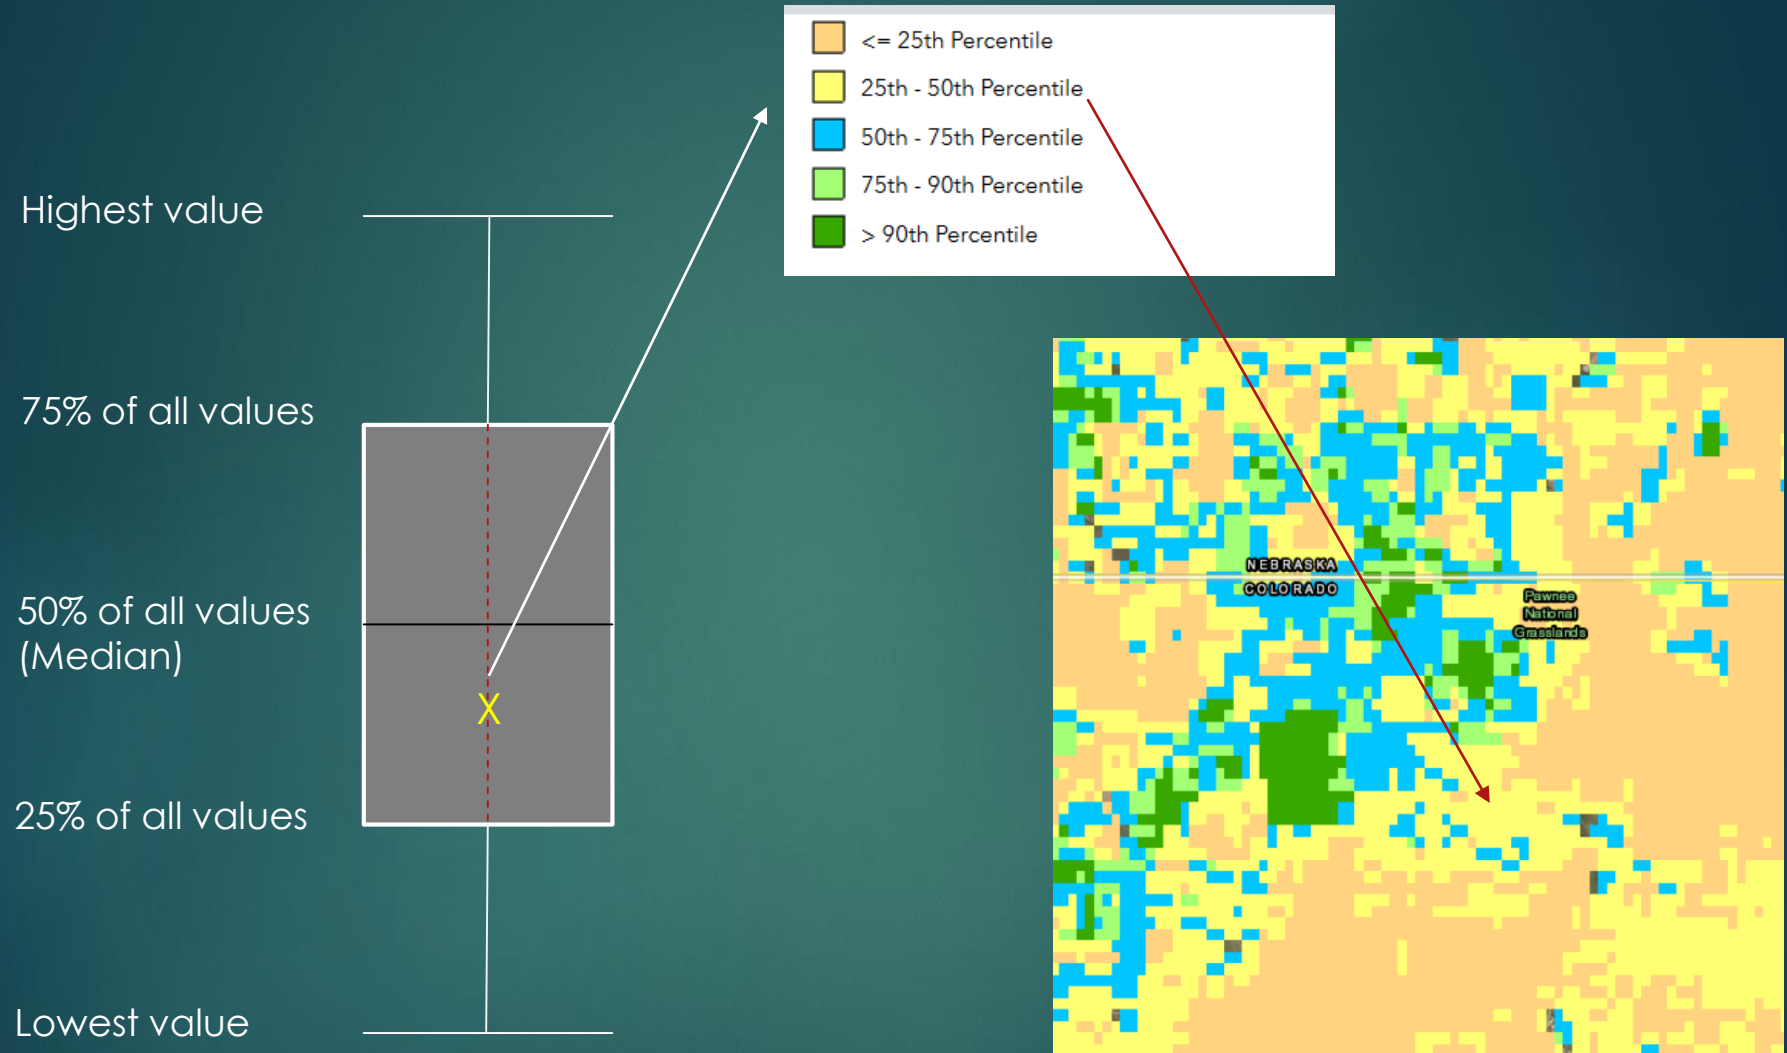 <= 25th Percentile
25th - 50th Percentile
50th - 75th Percentile
75th - 90th Percentile
> 90th Percentile
Highest value
75% of all values
50% of all values
(Median)
X
25% of all values
Lowest value
NEBRASKA
COLORADO
Pawnee
National
Grasslands